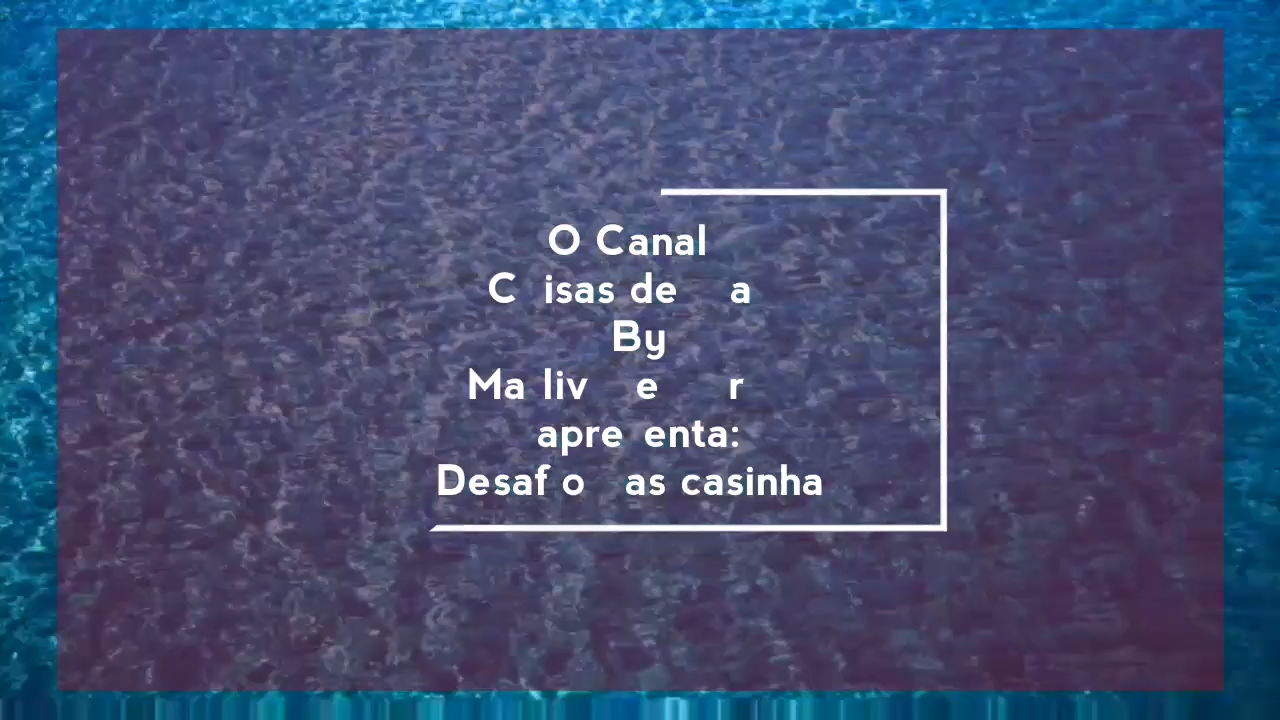 O Canal
C isas de a
By
Ma liv e r
apre enta:
Desaf o as casinha